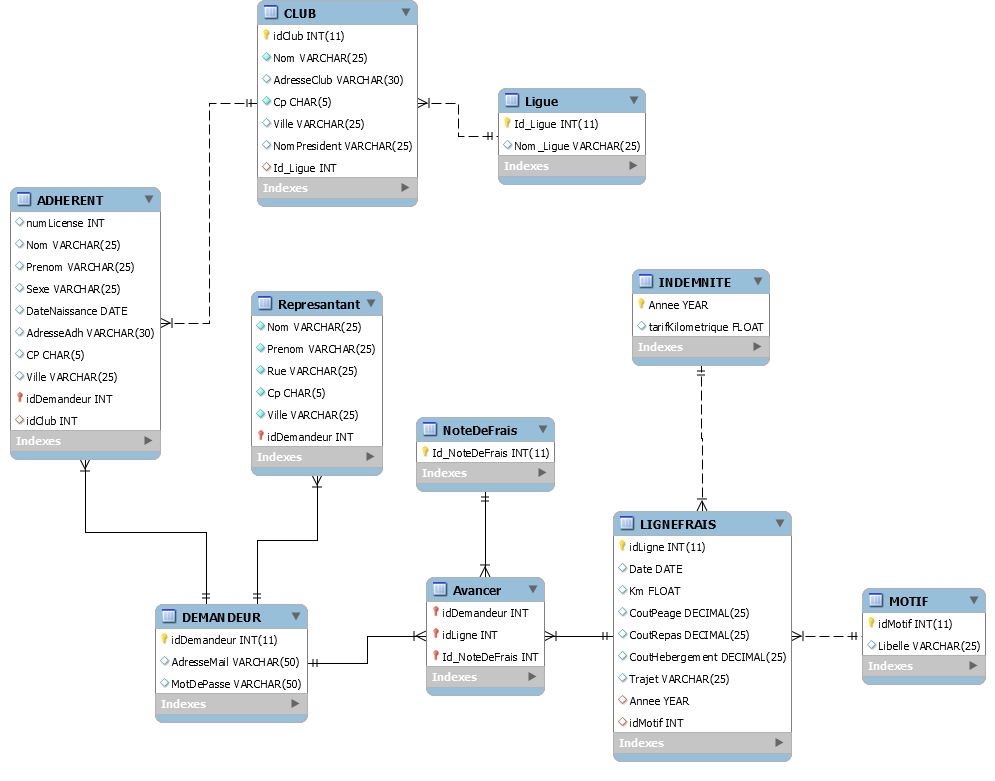 CLUB
idClub INT(11)
Nom VARCHAR(25)
AdresseClub VARCHAR(30)
Cp CHAR(5)
Ville VARCHAR(25)
NomPresident VARCHAR(25)
Id_Ligue INT
Indexes
Ligue
Id_Ligue INT(11)
Nom_Ligue VARCHAR(25)
Indexes
ADHERENT
numLicense INT
Nom VARCHAR(25)
Prenom VARCHAR(25)
Sexe VARCHAR(25)
DateNaissance DATE
AdresseAdh VARCHAR(30)
CP CHAR(5)
Ville VARCHAR(25)
idDemandeur INT
idClub INT
Indexes
Represantant
Nom VARCHAR(25)
Prenom VARCHAR(25)
Rue VARCHAR(25)
Cp CHAR(5)
Ville VARCHAR(25)
idDemandeur INT
Indexes
INDEMNITE
Annee YEAR
tarifKilometrique FLOAT
Indexes
NoteDeFrais
Id_NoteDeFrais INT(11)
Indexes
LIGNEFRAIS
idLigne INT(11)
Date DATE
Km FLOAT
CoutPeage DECIMAL(25)
CoutRepas DECIMAL(25)
CoutHebergement DECIMAL(25)
Trajet VARCHAR(25)
Annee YEAR
idMotif INT
Indexes
Avancer
idDemandeur INT
idLigne INT
Id_NoteDeFrais INT
Indexes
MOTIF
idMotif INT(11)
Libelle VARCHAR(25)
Indexes
DEMANDEUR
idDemandeur INT(11)
AdresseMail VARCHAR(50)
MotDePasse VARCHAR(50)
Indexes